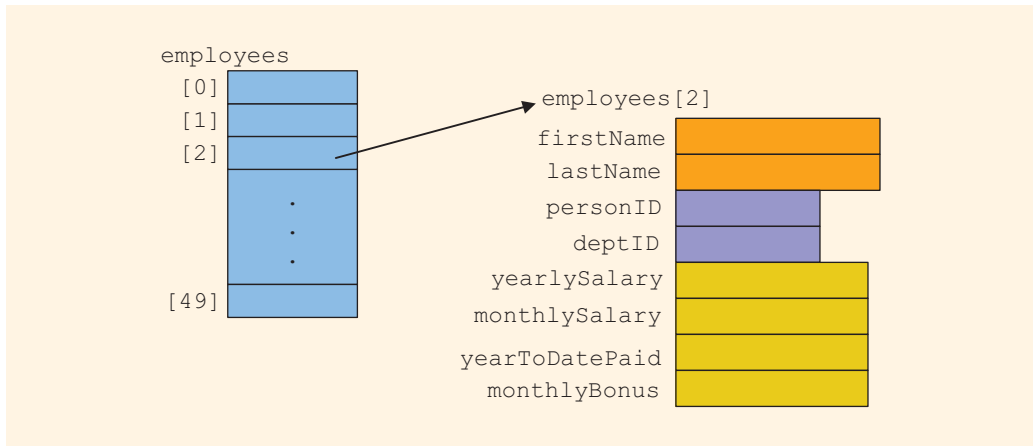 employees
[0]
[1]
[2]
.
.
.
[49]
employees[2]
firstName
lastName
personID
deptID
yearlySalary
monthlySalary
yearToDatePaid
monthlyBonus